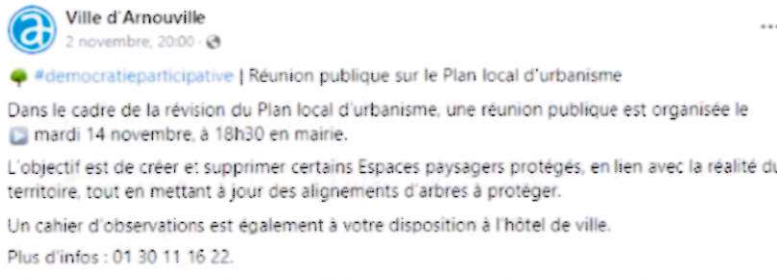 Ville d'Arnouville
2 novembre, 20:00 ·
#democratieparticipative | Réunion publique sur le Plan local d'urbanisme
Dans le cadre de la révision du Plan local d'urbanisme, une réunion publique est organisée le
mardi 14 novembre, à 18h30 en mairie.
L'objectif est de créer et supprimer certains Espaces paysagers protégés, en lien avec la réalité du
territoire, tout en mettant à jour des alignements d'arbres à protéger.
Un cahier d'observations est également à votre disposition à l'hôtel de ville.
Plus d'infos : 01 30 11 16 22.